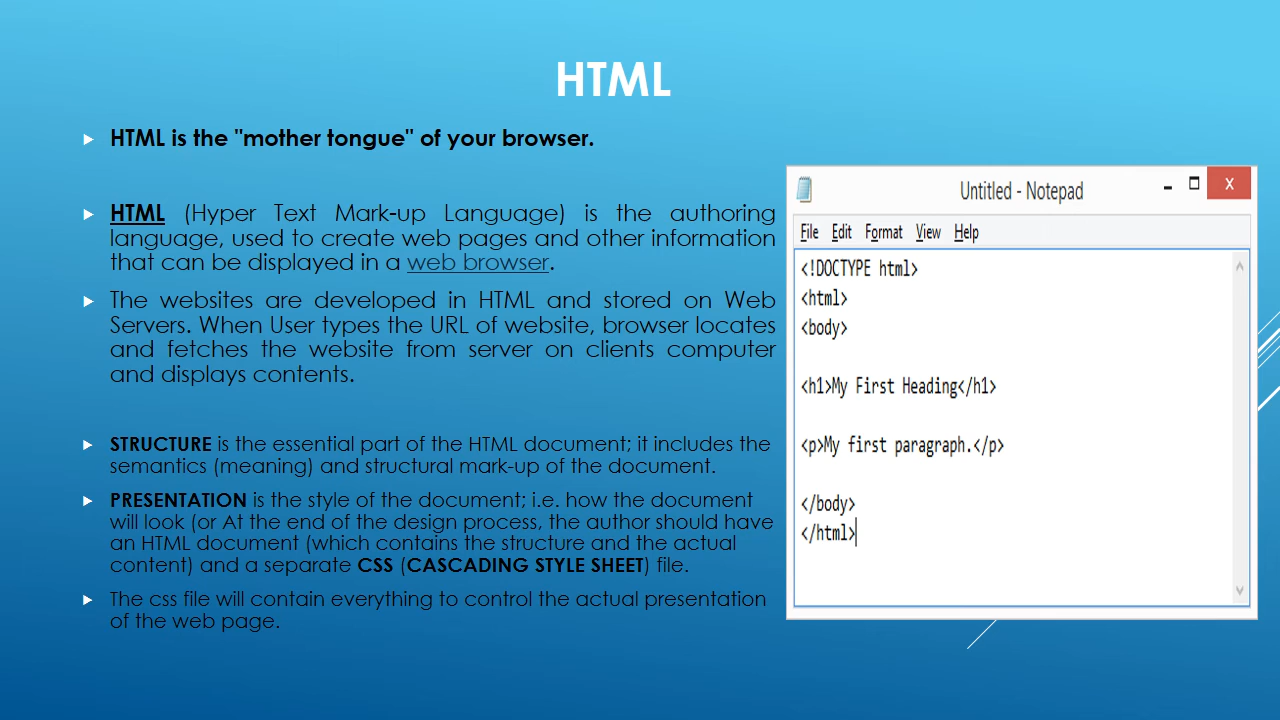 HTML
HTML is the "mother tongue" of your browser.
HTML (Hyper Text Mark-up Language) is the authoring
language, used to create web pages and other information
that can be displayed in a web browser.
The websites are developed in HTML and stored on Web
Servers. When User types the URL of website, browser locates
and fetches the website from server on clients computer
and displays contents.
STRUCTURE is the essential part of the HTML document; it includes the
semantics (meaning) and structural mark-up of the document.
PRESENTATION is the style of the document; i.e. how the document
will look (or At the end of the design process, the author should have
an HTML document (which contains the structure and the actual
content) and a separate CSS (CASCADING STYLE SHEET) file.
The css file will contain everything to control the actual presentation
of the web page.
Untitled - Notepad
File Edit Format View Help
<!DOCTYPE html>
<html>
<body>
<h1>My First Heading</h1>
<p>My first paragraph.</p>
</body>
</html>